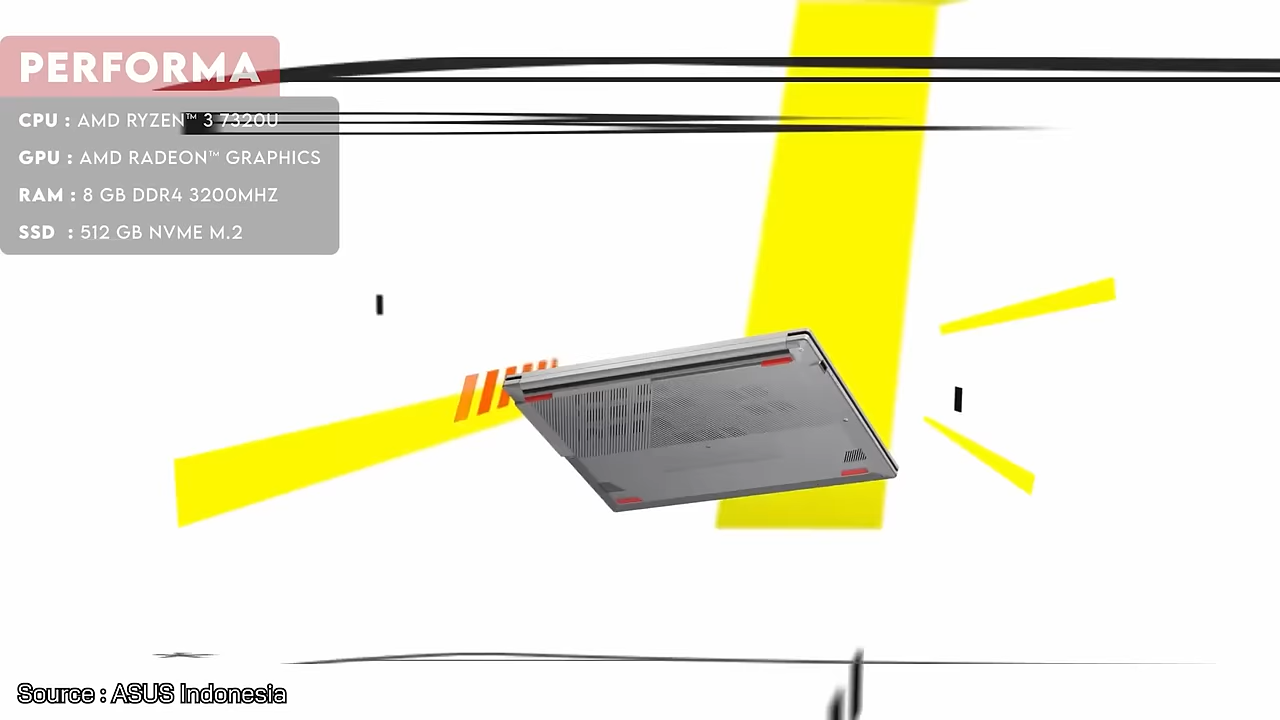 PERFORMA
CPU : AMD RYZEN™ 3 7320U
GPU : AMD RADEON™ GRAPHICS
RAM : 8 GB DDR4 3200MHZ
SSD : 512 GB NVME M.2
Source : ASUS Indonesia